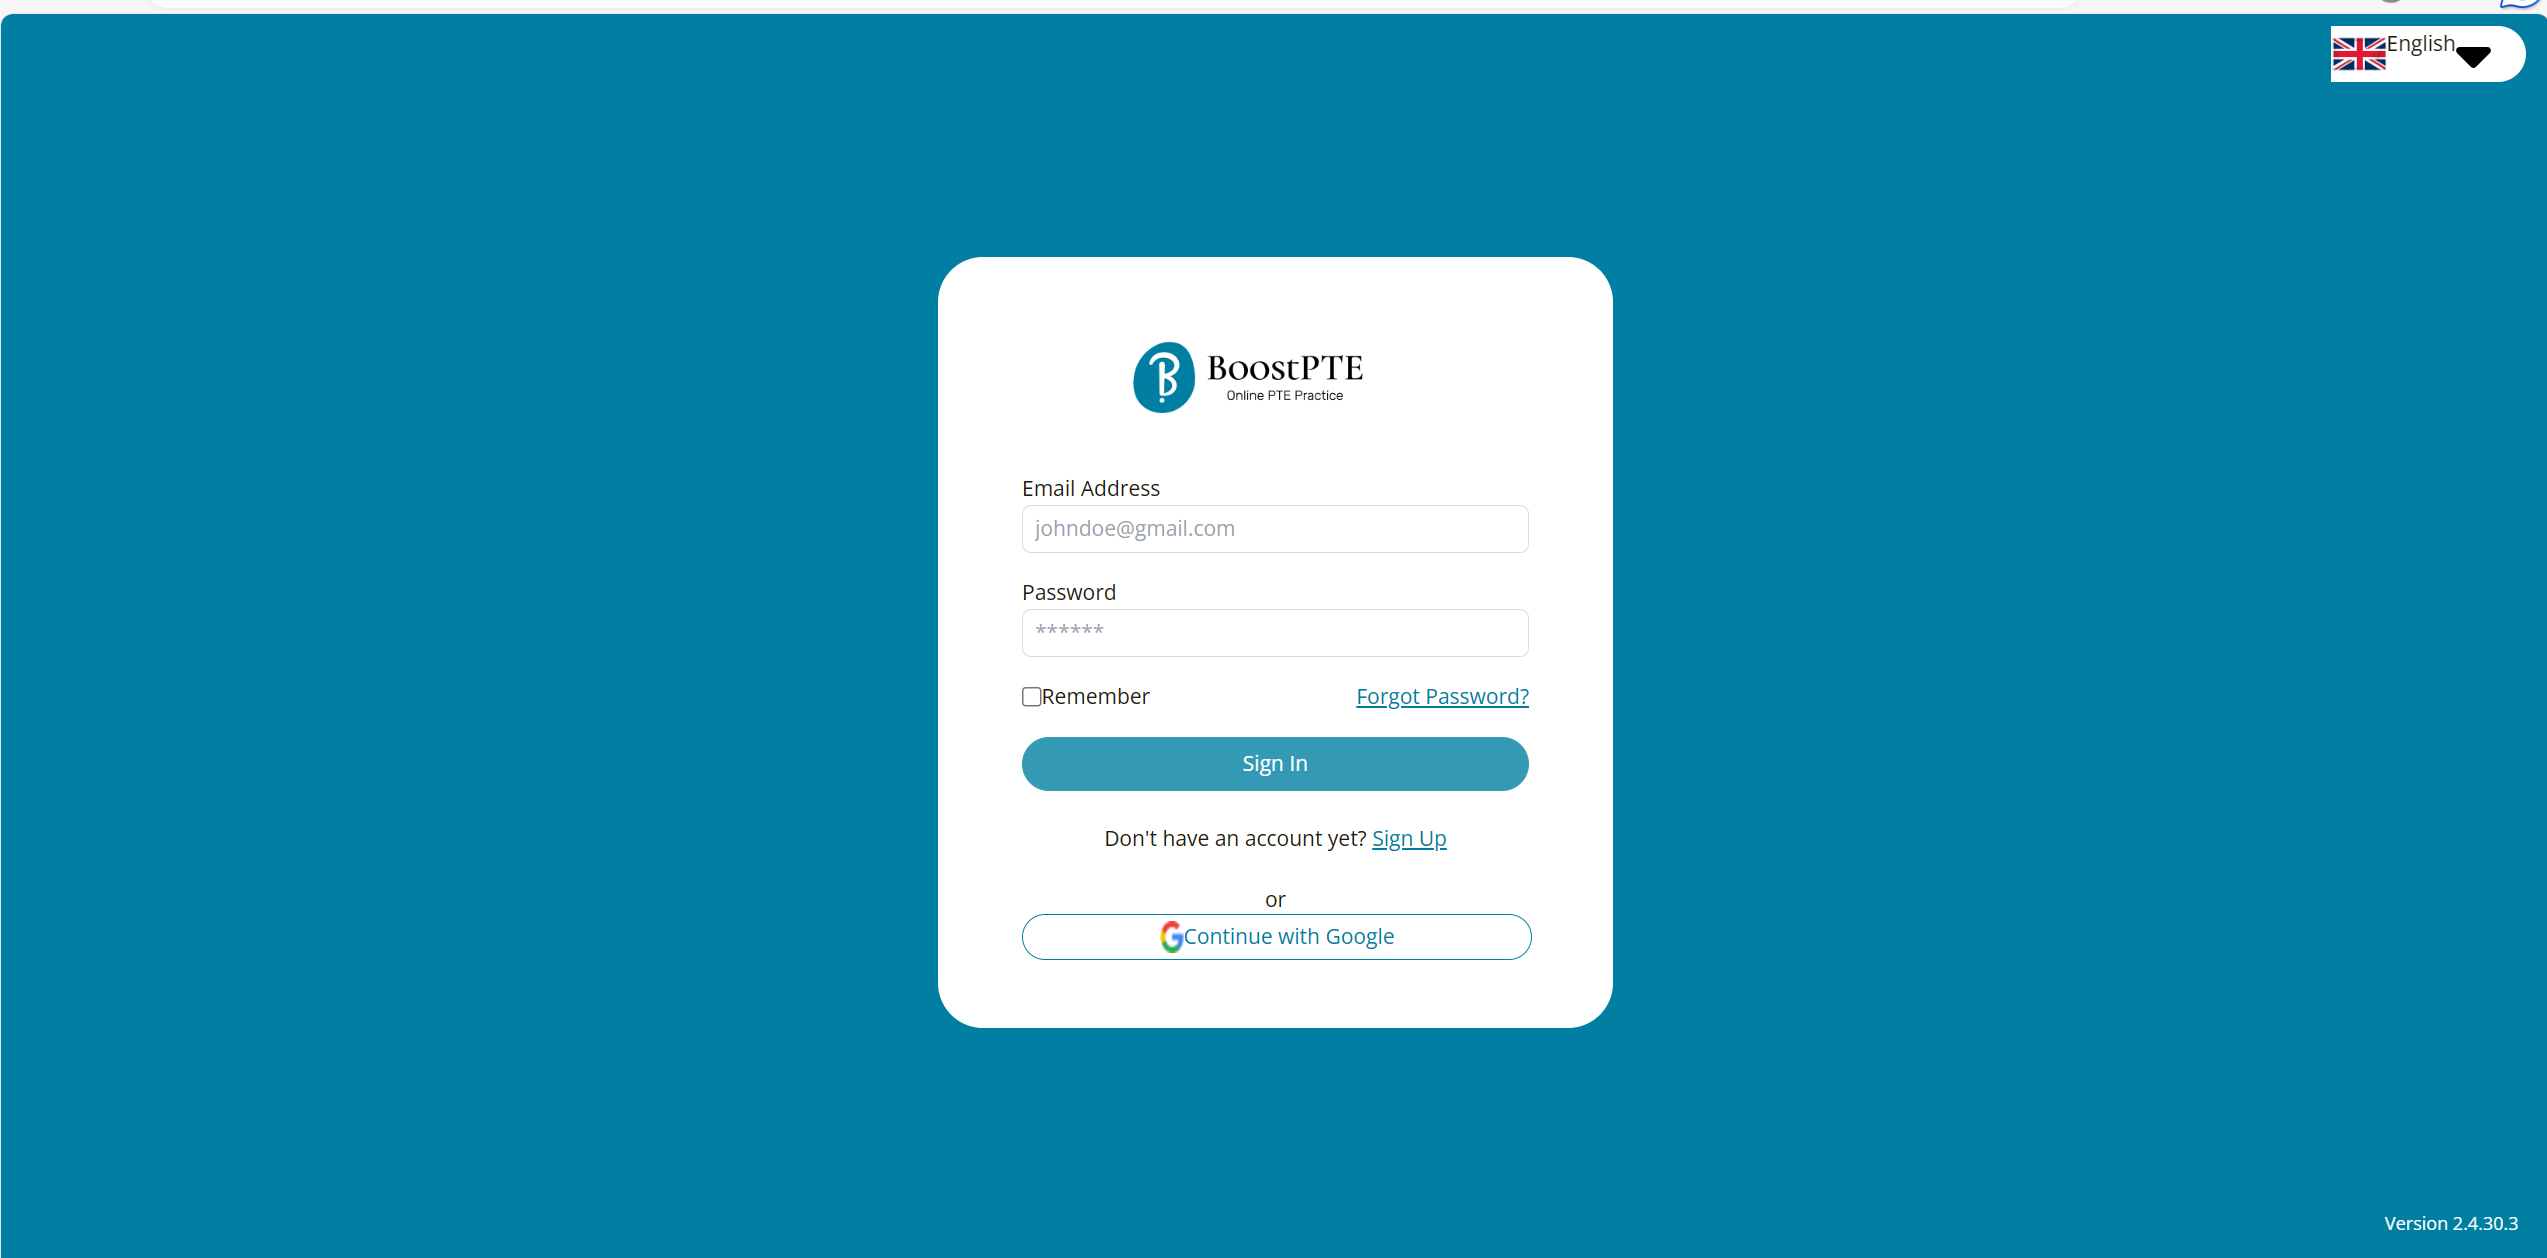 English
BoostPTE
Online PTE Practice
Email Address
johndoe@gmail.com
Password
******
Remember
Forgot Password?
Sign In
Don't have an account yet? Sign Up
or
Continue with Google
Version 2.4.30.3